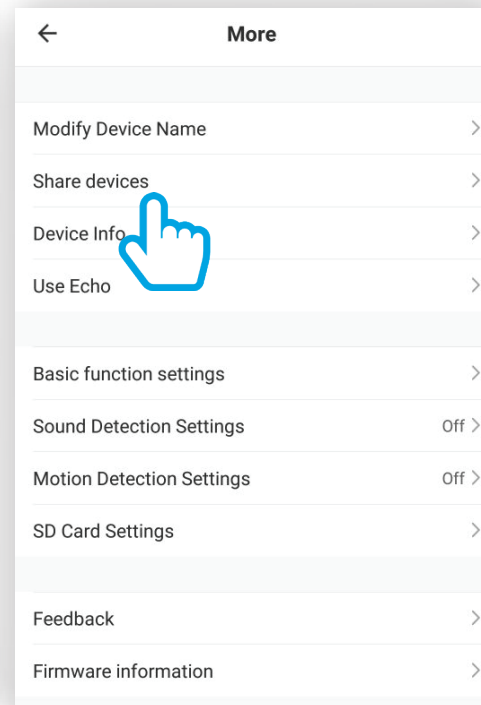 More
Modify Device Name
Share devices
Device Info
Use Echo
Basic function settings
Sound Detection Settings Off
Motion Detection Settings Off
SD Card Settings
Feedback
Firmware information